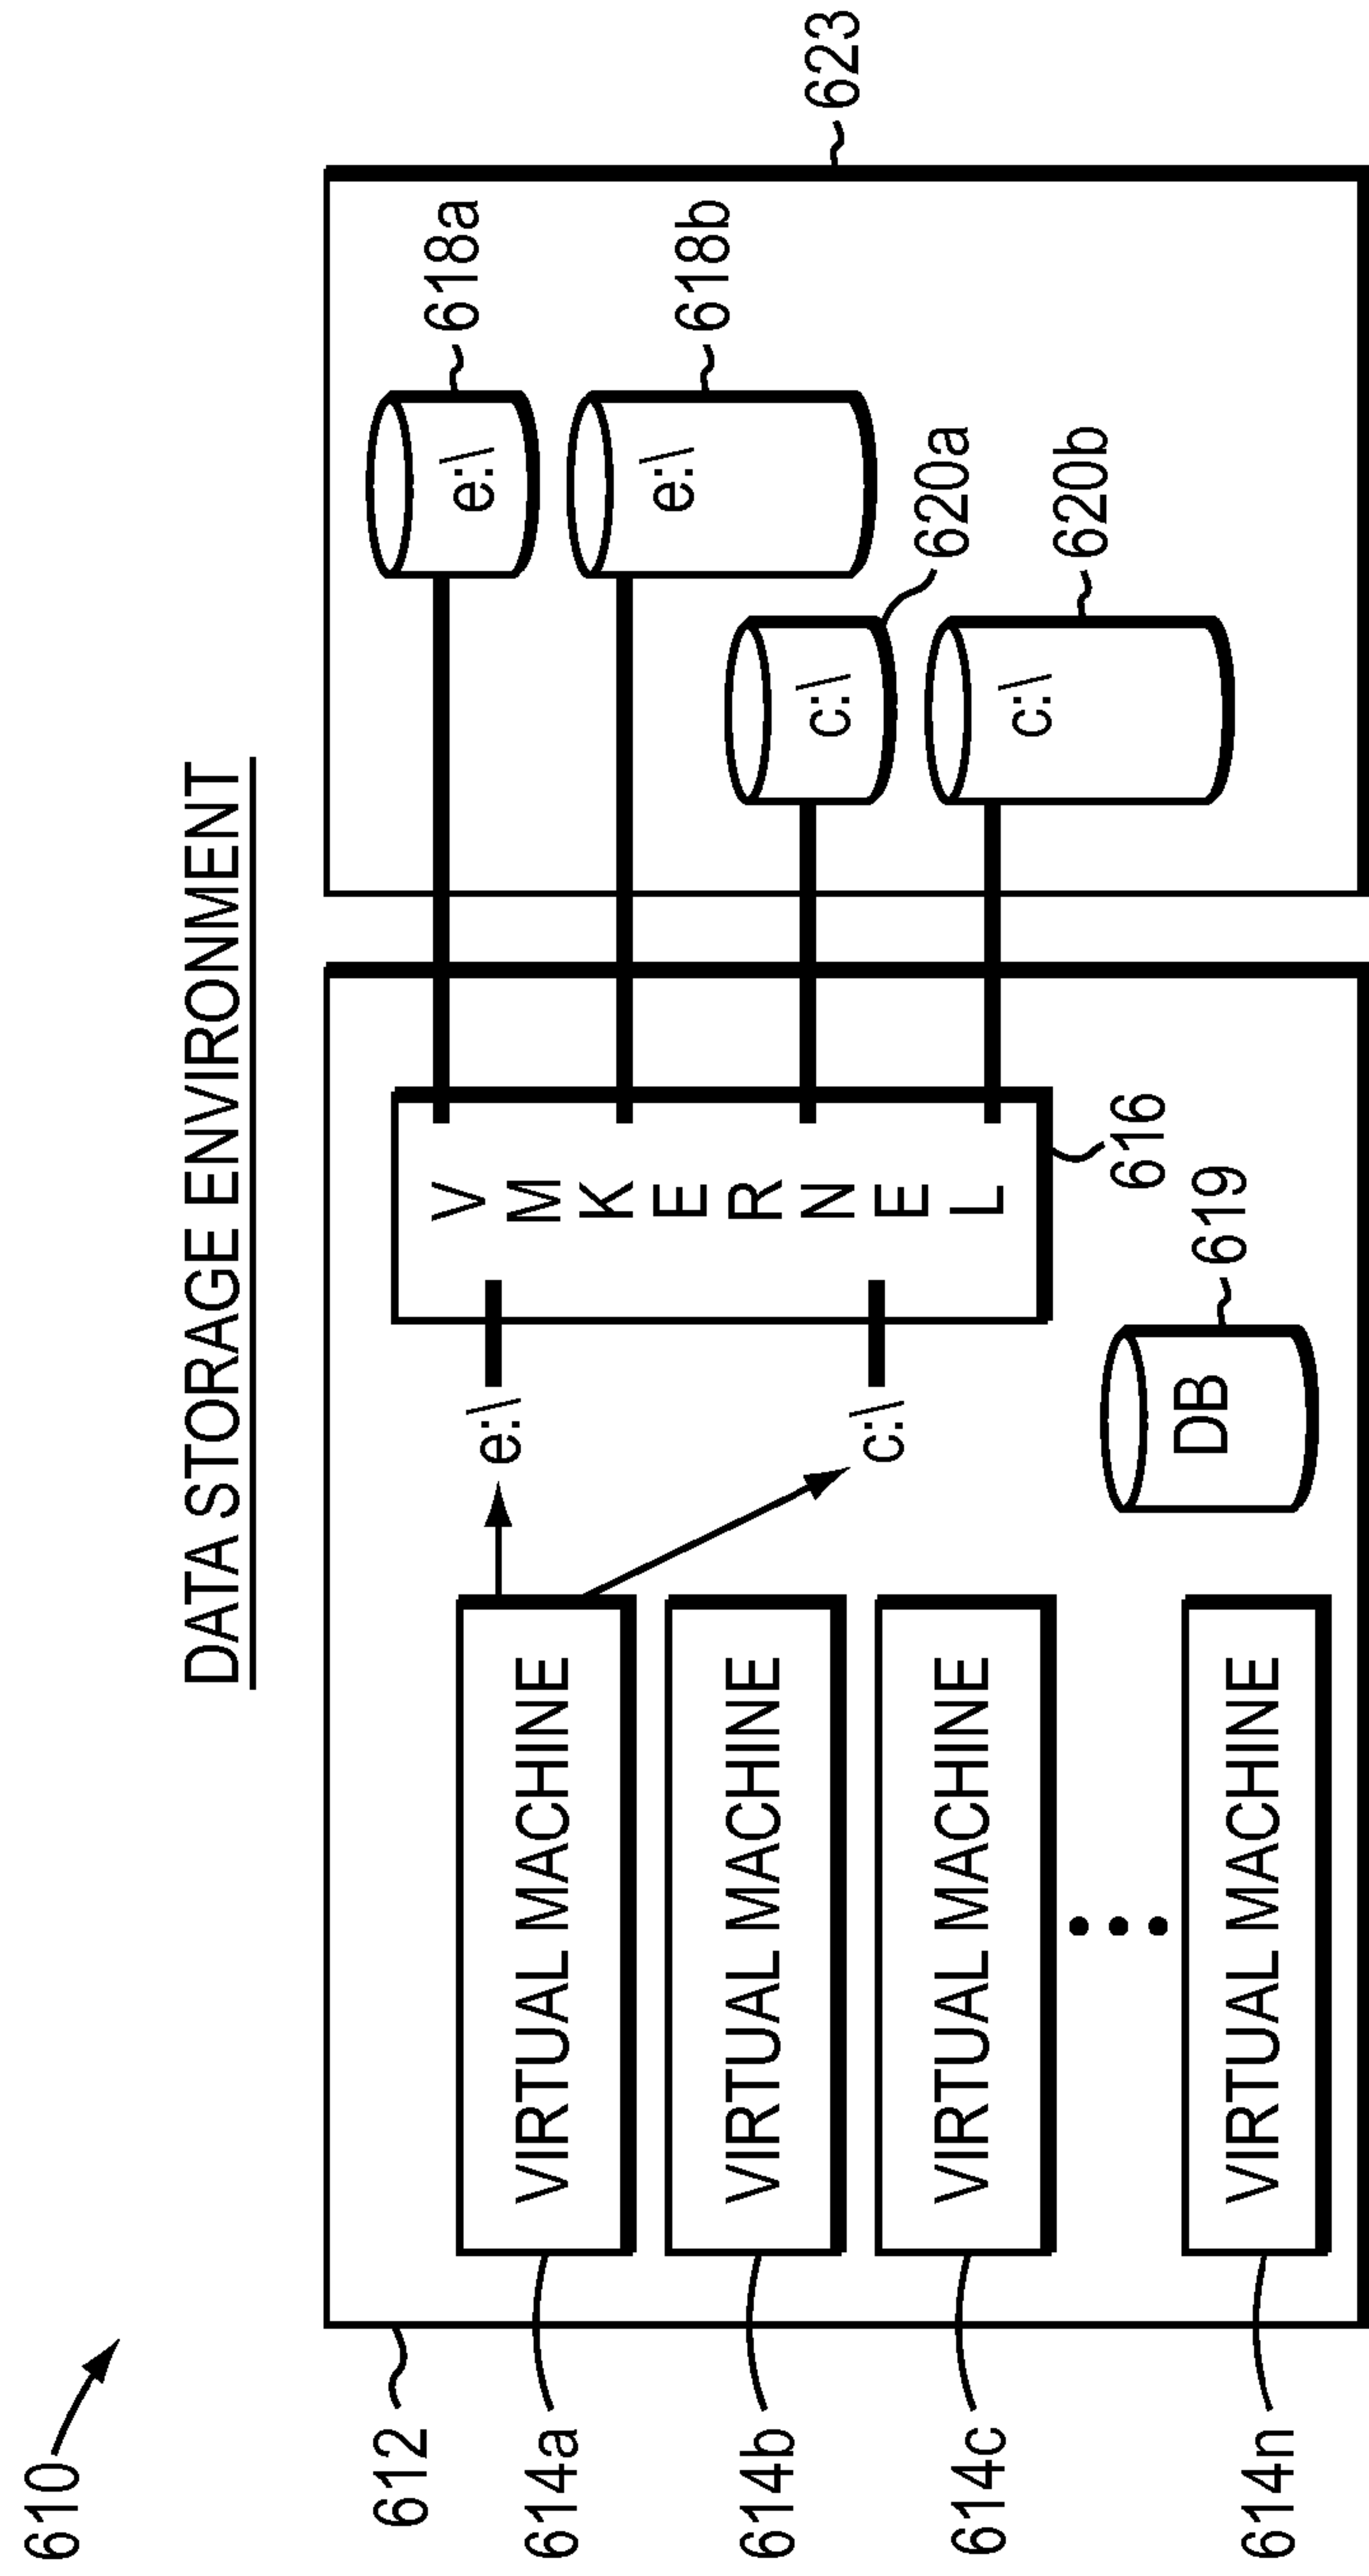 DATA STORAGE ENVIRONMENT
610
612
614a
VIRTUAL MACHINE
614b
VIRTUAL MACHINE
614c
VIRTUAL MACHINE
614n
VIRTUAL MACHINE
e:\
c:\
V
M
K
E
R
N
E
L
616
DB
619
e:\
618a
e:\
618b
c:\
620a
c:\
620b
623